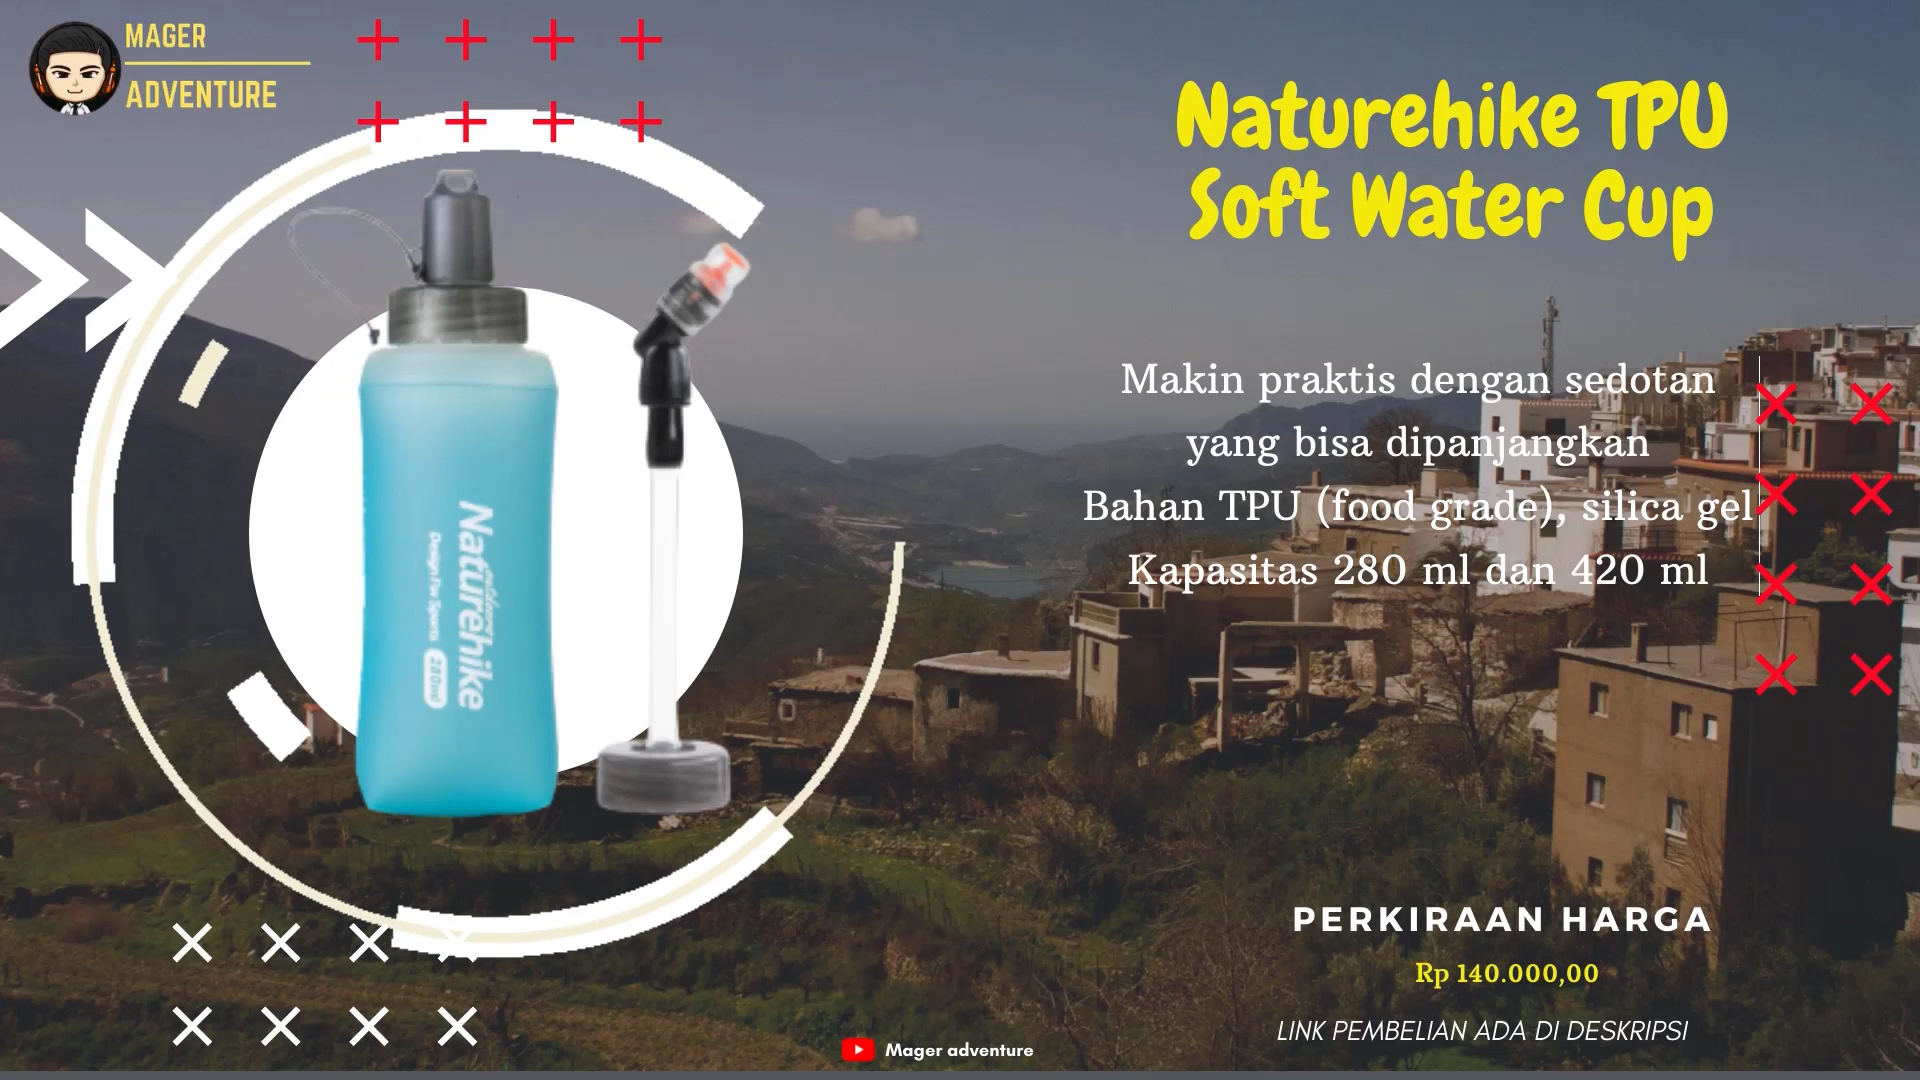 MAGER
ADVENTURE
Naturehike TPU
Soft Water Cup
Makin praktis dengan sedotan
yang bisa dipanjangkan
Bahan TPU (food grade), silica gel
Kapasitas 280 ml dan 420 ml
outdoorer
Naturehike
Design For Sports
280ml
PERKIRAAN HARGA
Rp 140.000,00
LINK PEMBELIAN ADA DI DESKRIPSI
Mager adventure